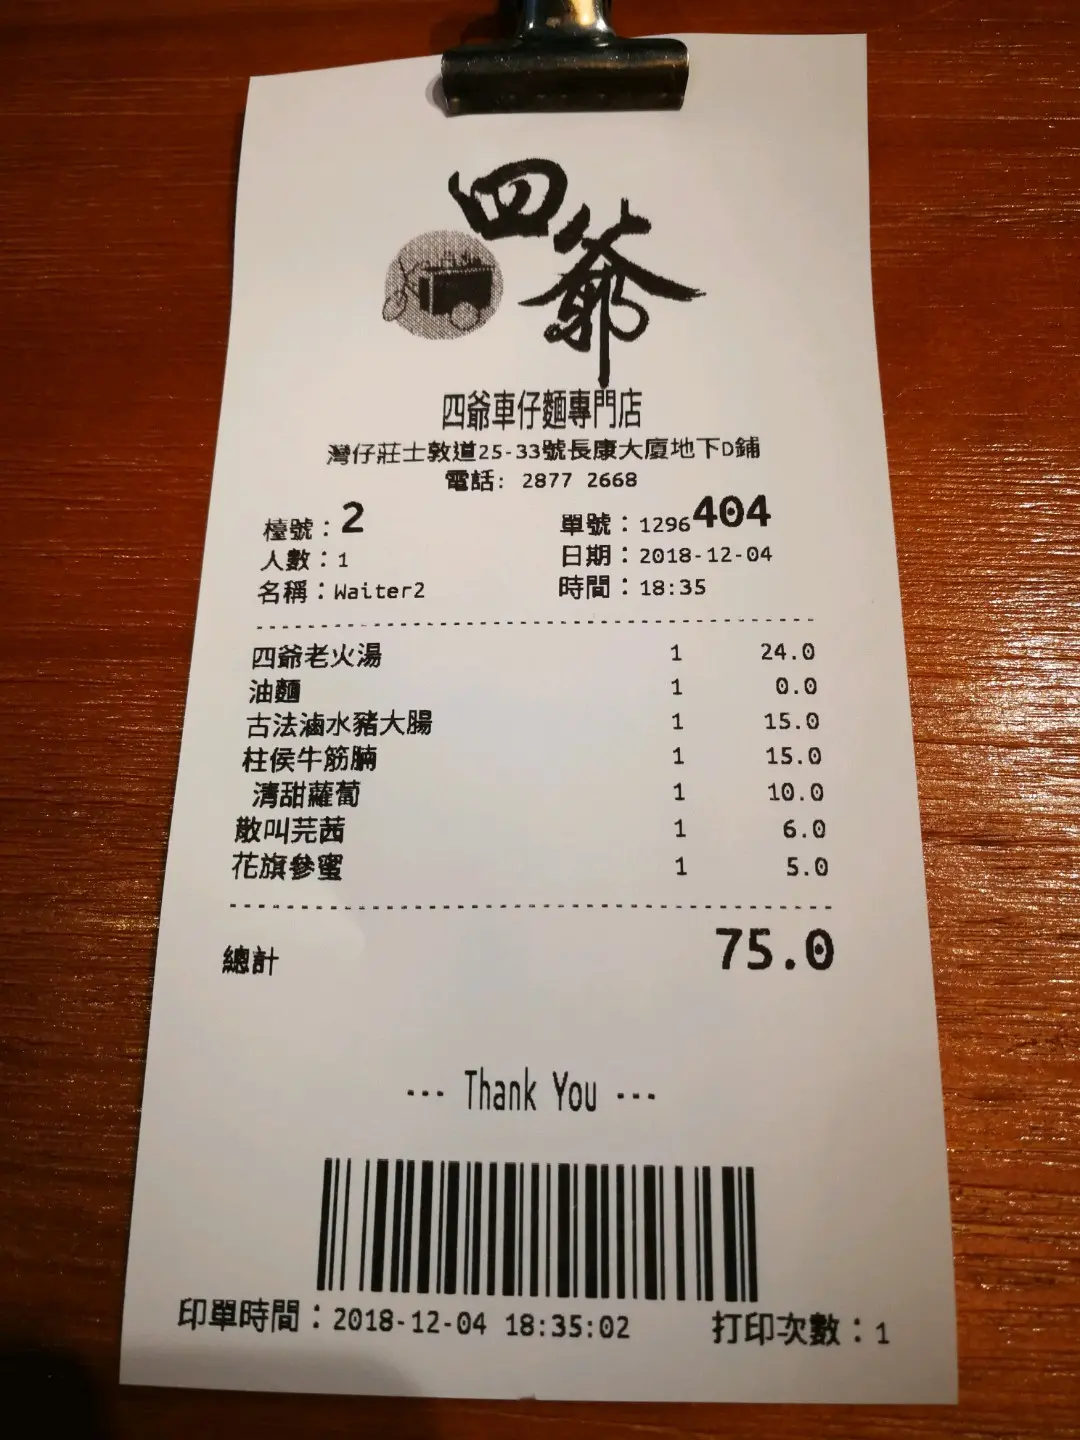 四爺
四爺車仔麵專門店
灣仔莊士敦道25-33號長康大廈地下D鋪
電話: 2877 2668
檯號：2 單號：1296404
人數：1 日期：2018-12-04
名稱：Waiter2 時間：18:35
四爺老火湯 1 24.0
油麵 1 0.0
古法滷水豬大腸 1 15.0
柱侯牛筋腩 1 15.0
清甜蘿蔔 1 10.0
散叫芫茜 1 6.0
花旗參蜜 1 5.0
總計 75.0
--- Thank You ---
印單時間：2018-12-04 18:35:02 打印次數：1